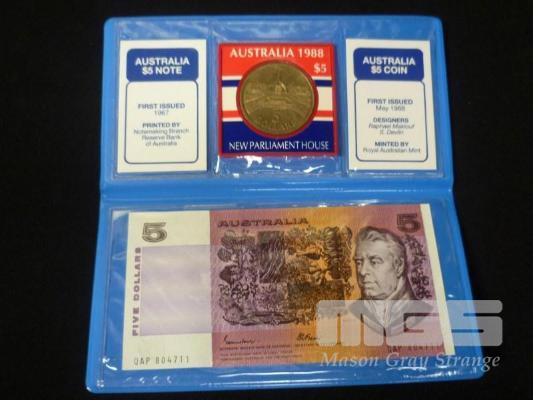 AUSTRALIA
$5 NOTE
FIRST ISSUED
1967
PRINTED BY
Notemaking Branch
Reserve Bank
of Australia
AUSTRALIA 1988
$5
NEW PARLIAMENT HOUSE
AUSTRALIA
$5 COIN
FIRST ISSUED
May 1988
DESIGNERS
Raphael Maklouf
S. Devlin
MINTED BY
Royal Australian Mint
5
AUSTRALIA
5
FIVE DOLLARS
QAP 804711
QAP 804711
MGS
Mason Gray Strange